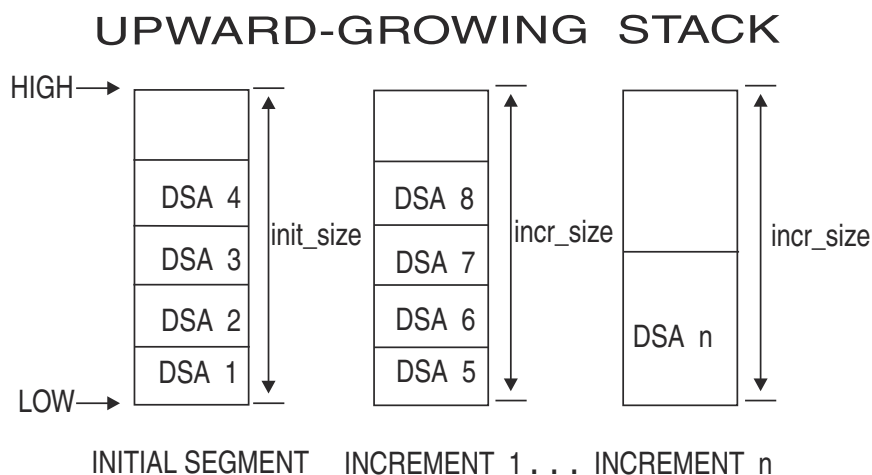 UPWARD-GROWING STACK
HIGH
DSA 4
DSA 3
DSA 2
DSA 1
init_size
LOW
INITIAL SEGMENT
DSA 8
DSA 7
DSA 6
DSA 5
incr_size
INCREMENT 1 . . .
DSA n
incr_size
INCREMENT n